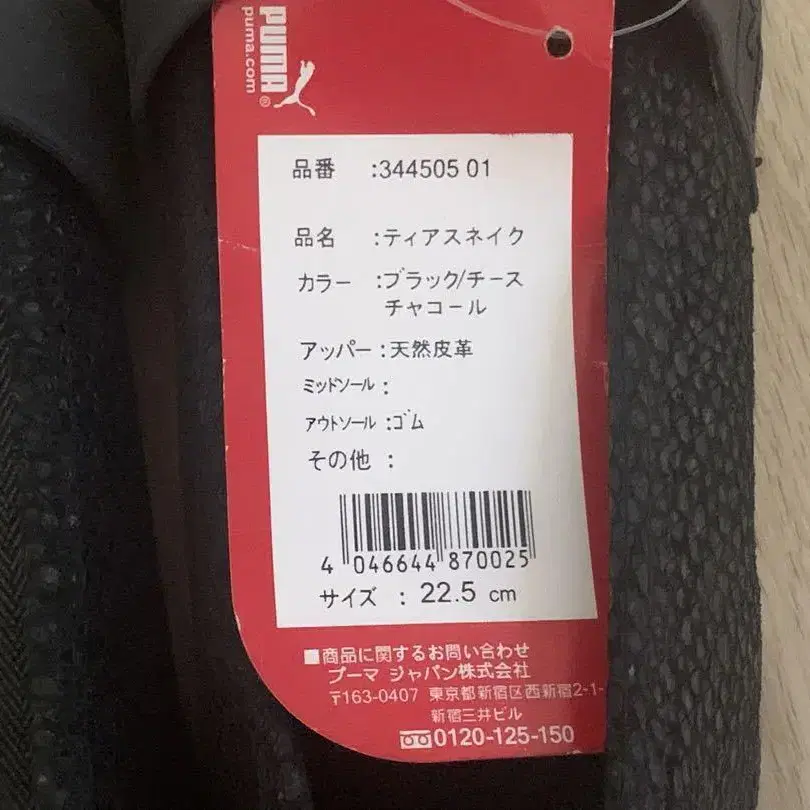 PUMA®
puma.com
品番 :344505 01
品名 :ティアスネイク
カラー :ブラック/チース
チャコール
アッパー:天然皮革
ミッドソール:
アウトソール:ゴム
その他 :
4 046644 870025
サイズ : 22.5 cm
■商品に関するお問い合わせ
プーマ ジャパン株式会社
〒163-0407 東京都新宿区西新宿2-1-
新宿三井ビル
0120-125-150